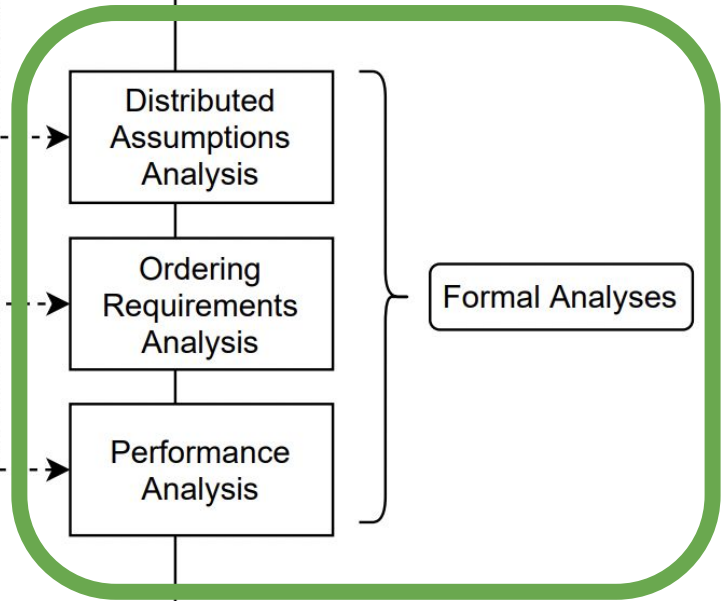 Distributed
Assumptions
Analysis
Ordering
Requirements
Analysis
Formal Analyses
Performance
Analysis